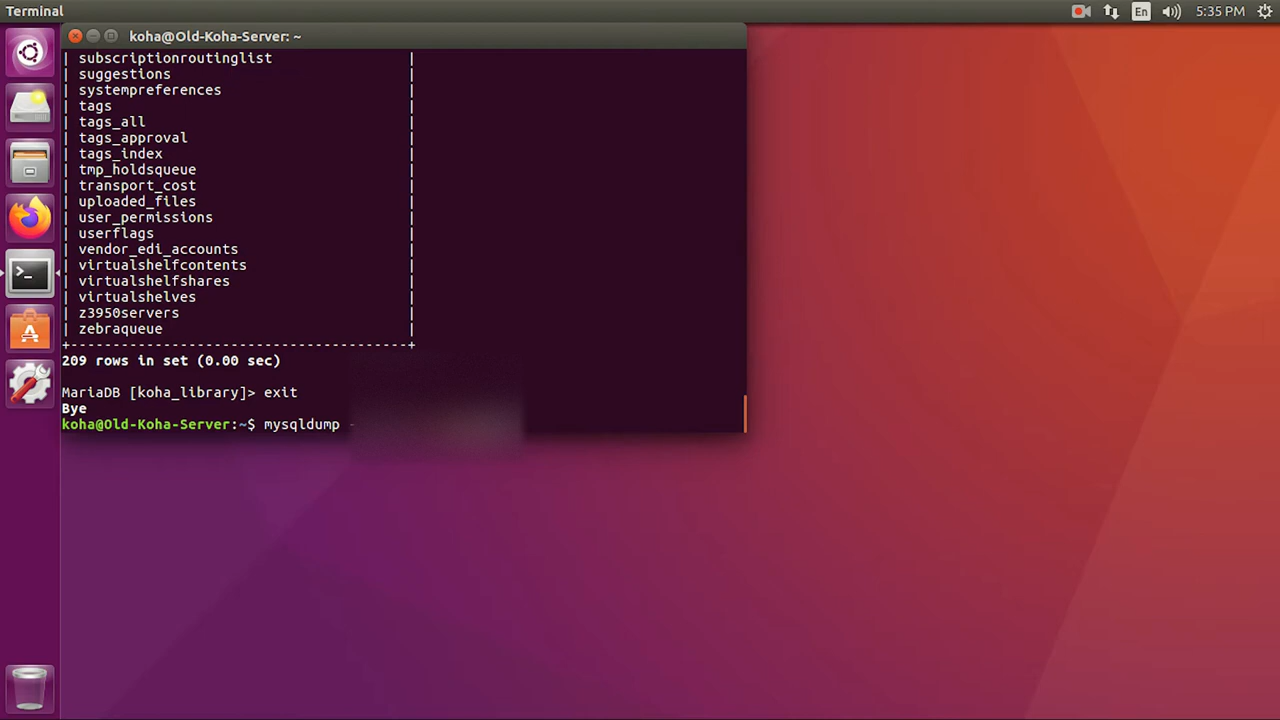 Terminal
En
5:35 PM
koha@Old-Koha-Server: ~
| subscriptionroutinglist |
| suggestions |
| systempreferences |
| tags |
| tags_all |
| tags_approval |
| tags_index |
| tmp_holdsqueue |
| transport_cost |
| uploaded_files |
| user_permissions |
| userflags |
| vendor_edi_accounts |
| virtualshelfcontents |
| virtualshelfshares |
| virtualshelves |
| z3950servers |
| zebraqueue |
+----------------------------------------+
209 rows in set (0.00 sec)
MariaDB [koha_library]> exit
Bye
koha@Old-Koha-Server:~$ mysqldump -